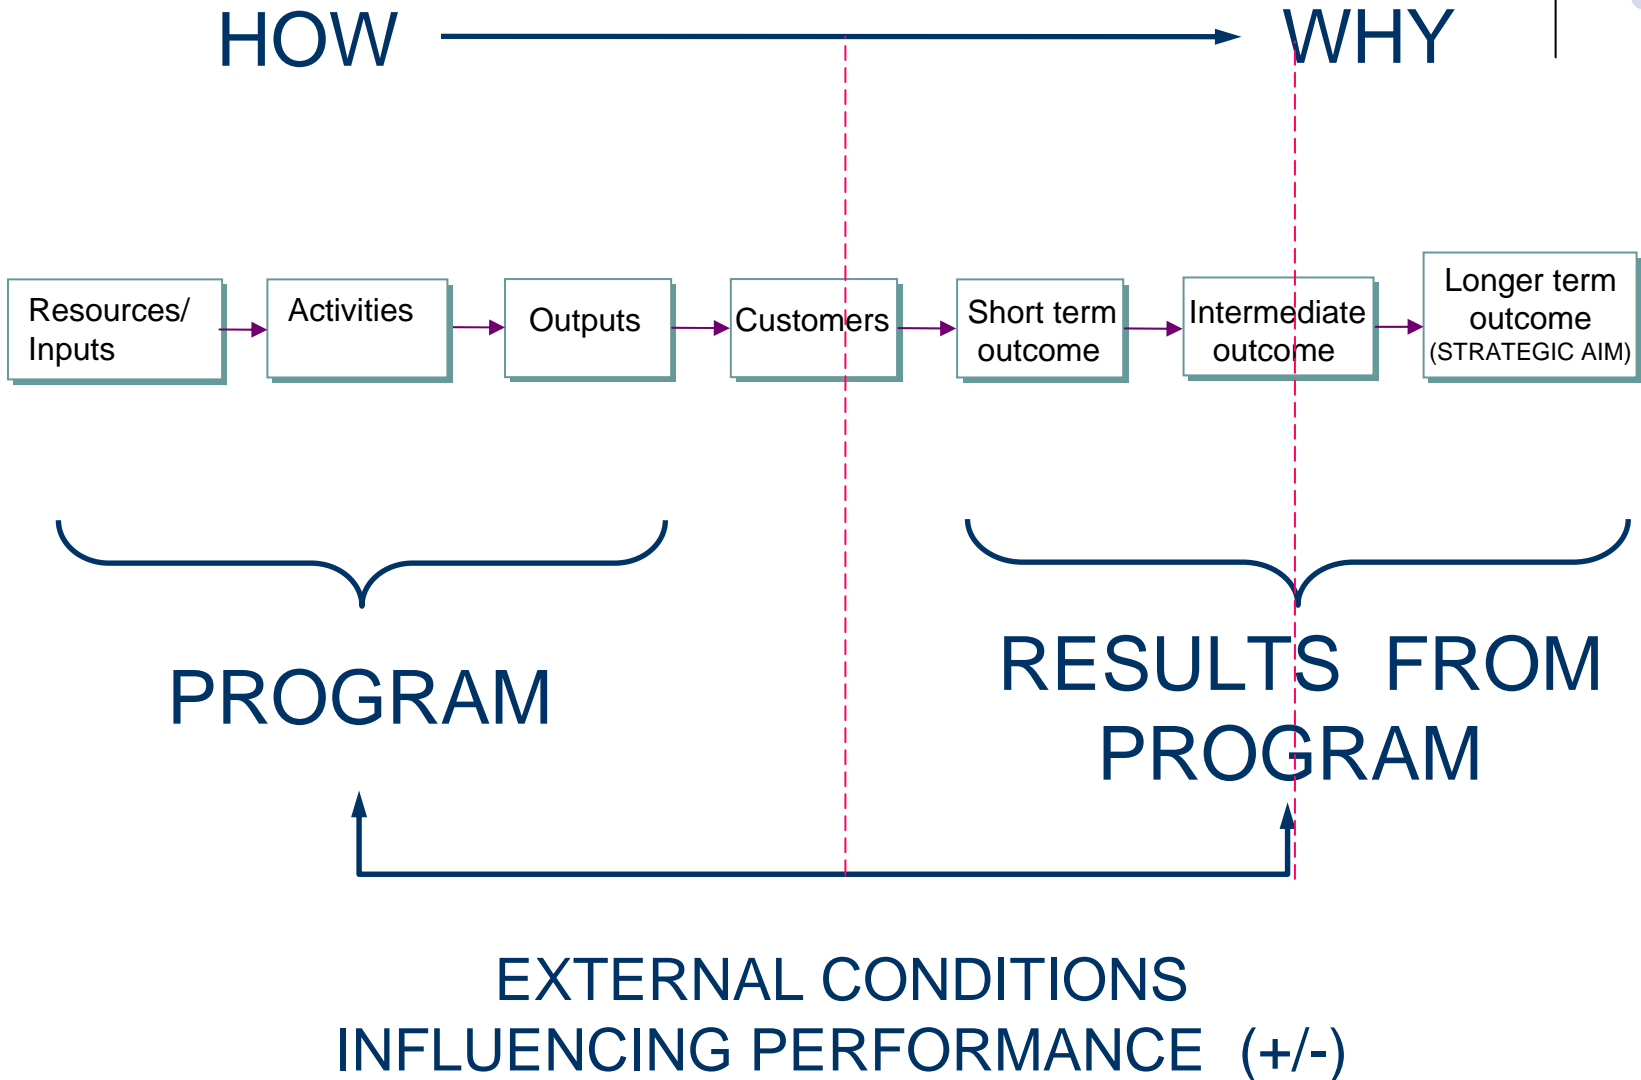 HOW WHY
Resources/
Inputs
Activities
Outputs
Customers
Short term
outcome
Intermediate
outcome
Longer term
outcome
(STRATEGIC AIM)
PROGRAM
RESULTS FROM
PROGRAM
EXTERNAL CONDITIONS
INFLUENCING PERFORMANCE (+/-)